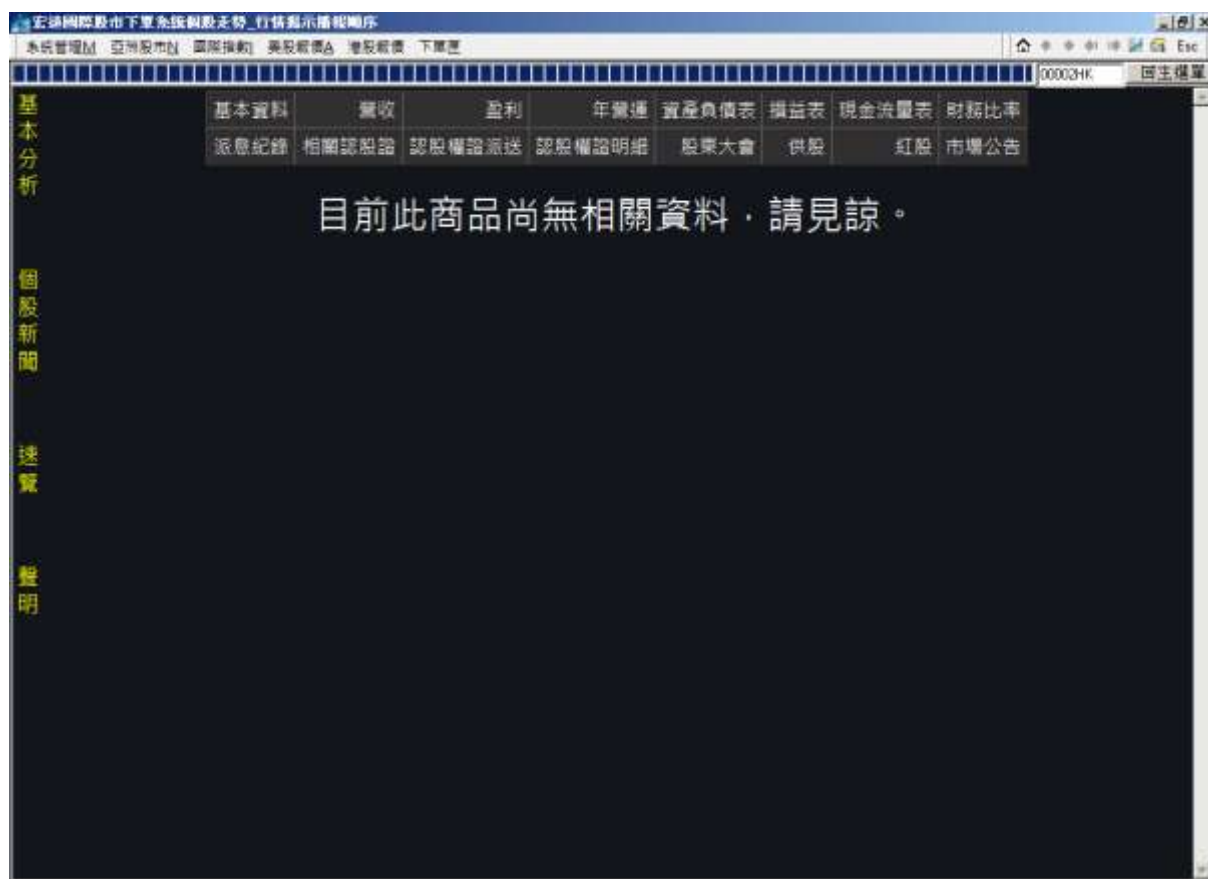 宏遠國際股市下單系統個股走勢_行情揭示播報順序
系統管理M 亞洲股市N 國際指數I 美股報價A 港股報價 下單匣
Esc
00002HK 回主選單
基本資料 營收 盈利 年營運 資產負債表 損益表 現金流量表 財務比率
派息紀錄 相關認股證 認股權證派送 認股權證明細 股東大會 供股 紅股 市場公告
目前此商品尚無相關資料，請見諒。
基本分析
個股新聞
速覽
聲明